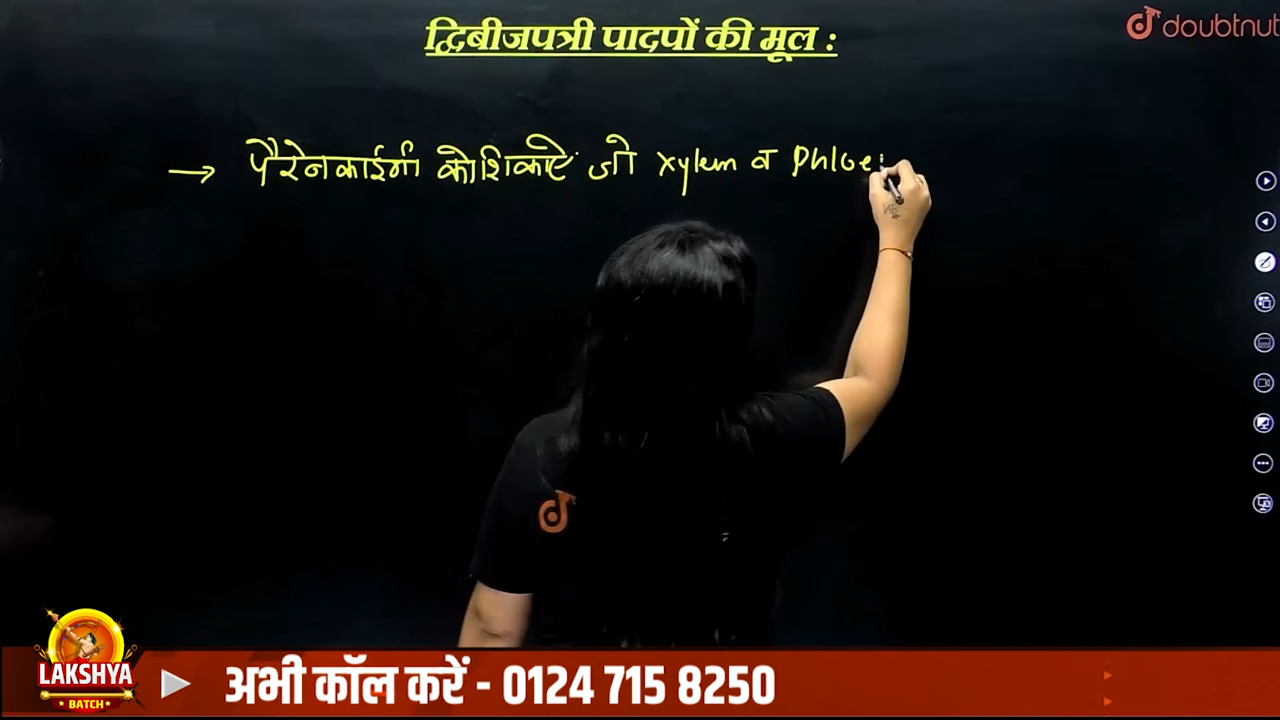 द्विबीजपत्री पादपों की मूल :
doubtnut
→ पैरेनकाईमी कोशिकाऐं जो xylem व Phloe
LAKSHYA
BATCH
अभी कॉल करें - 0124 715 8250